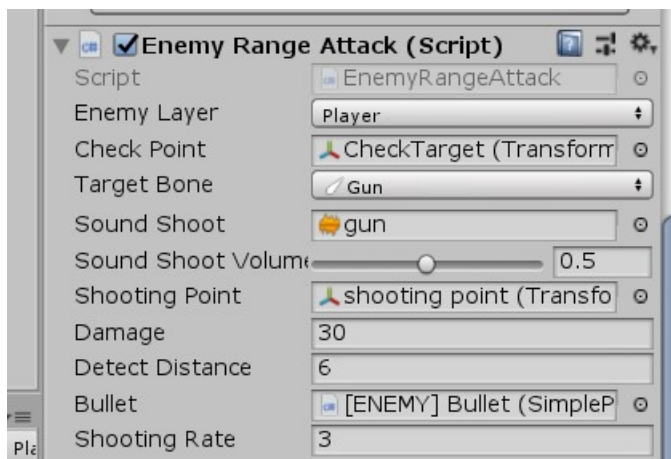 Enemy Range Attack (Script)
Script EnemyRangeAttack
Enemy Layer Player
Check Point CheckTarget (Transform
Target Bone Gun
Sound Shoot gun
Sound Shoot Volume 0.5
Shooting Point shooting point (Transfo
Damage 30
Detect Distance 6
Bullet [ENEMY] Bullet (SimpleP
Shooting Rate 3
Pla